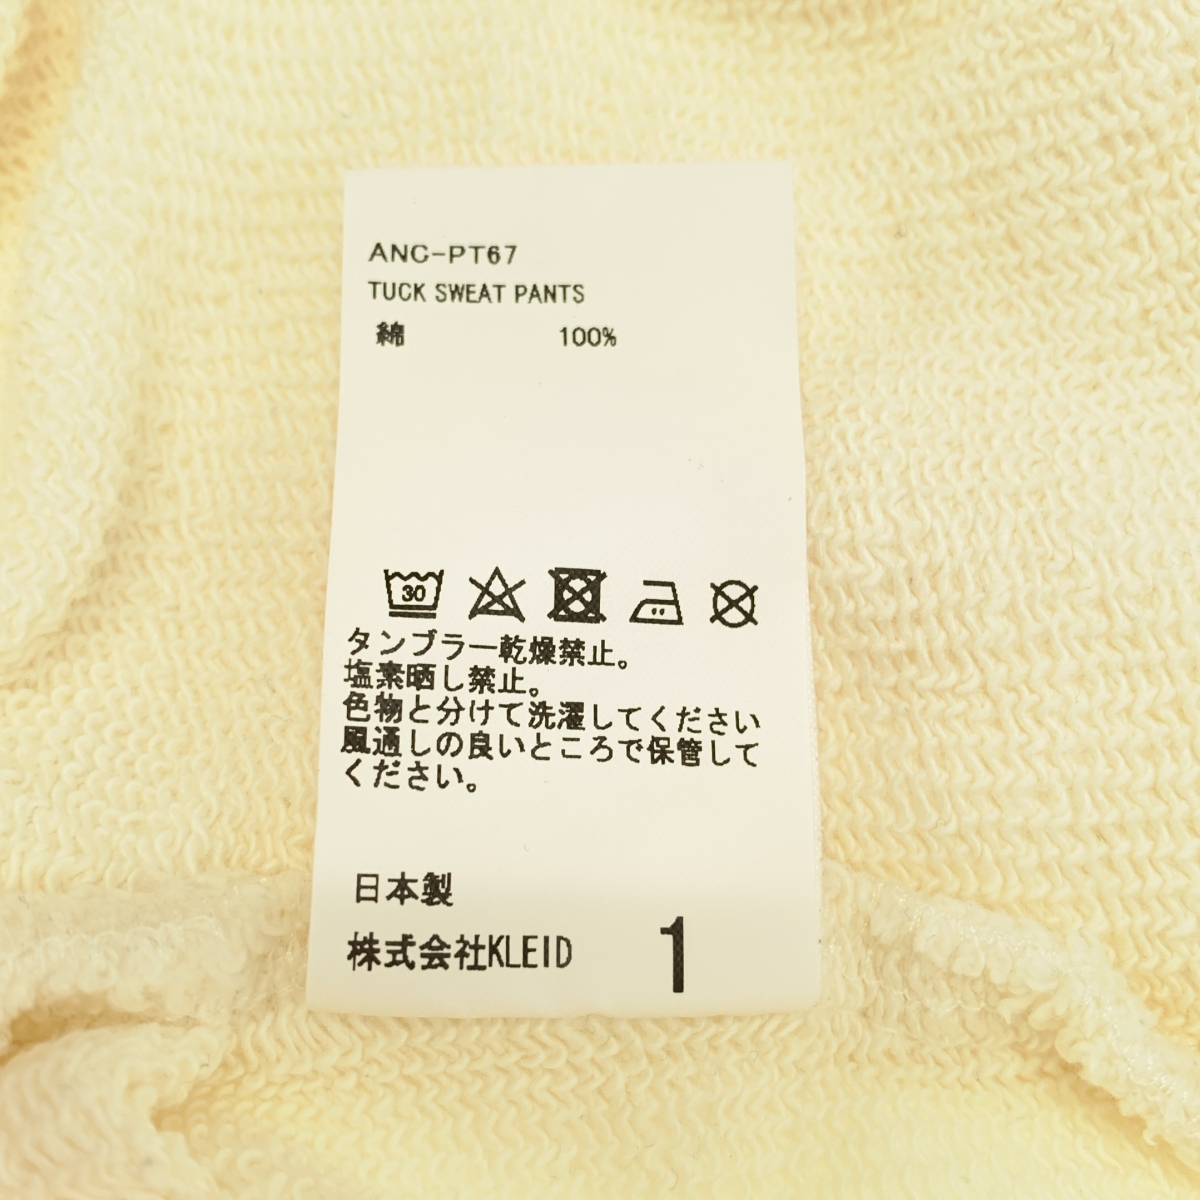 ANC-PT67
TUCK SWEAT PANTS
綿 100%
30
タンブラー乾燥禁止。
塩素晒し禁止。
色物と分けて洗濯してください
風通しの良いところで保管して
ください。
日本製
株式会社KLEID 1